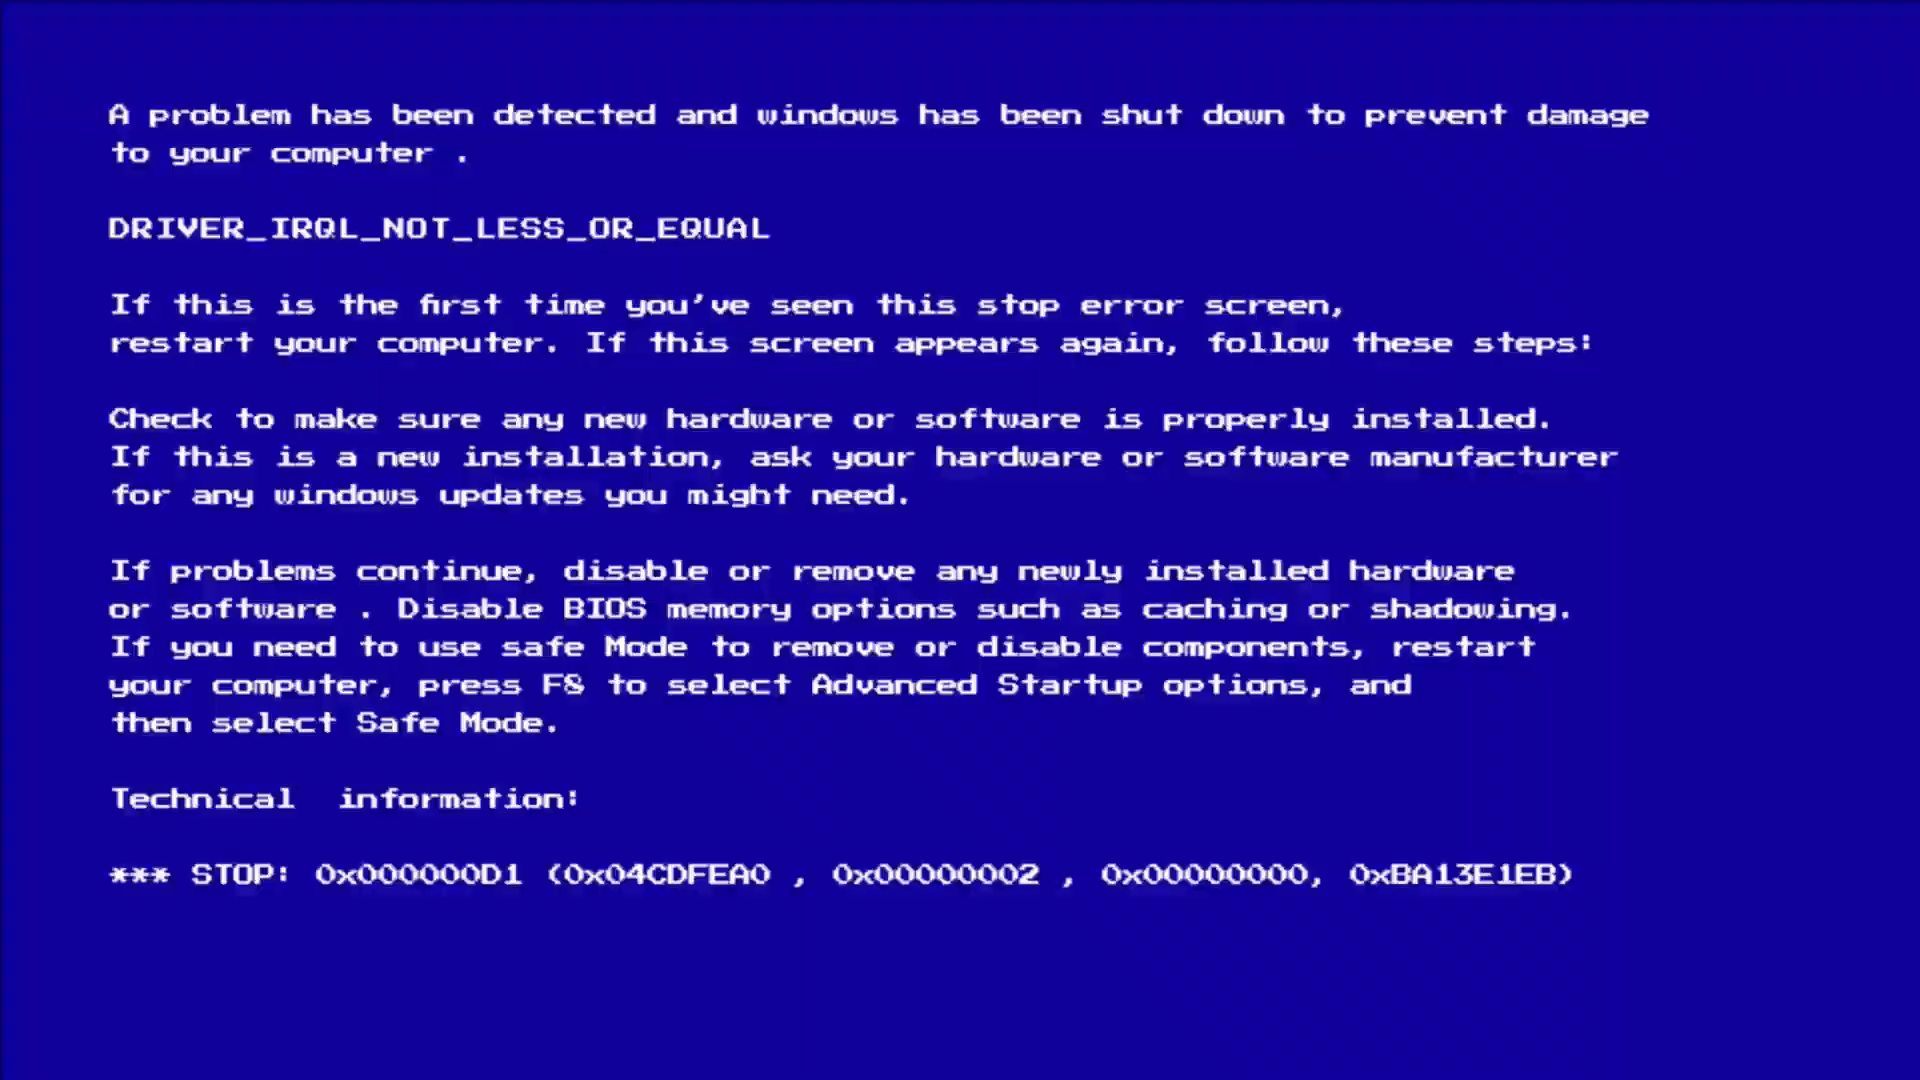 A problem has been detected and windows has been shut down to prevent damage
to your computer .
DRIVER_IRQL_NOT_LESS_OR_EQUAL
If this is the first time you've seen this stop error screen,
restart your computer. If this screen appears again, follow these steps:
Check to make sure any new hardware or software is properly installed.
If this is a new installation, ask your hardware or software manufacturer
for any windows updates you might need.
If problems continue, disable or remove any newly installed hardware
or software . Disable BIOS memory options such as caching or shadowing.
If you need to use safe Mode to remove or disable components, restart
your computer, press F8 to select Advanced Startup options, and
then select Safe Mode.
Technical information:
*** STOP: 0x000000D1 (0x04CDFEA0 , 0x00000002 , 0x00000000, 0xBA13E1EB)